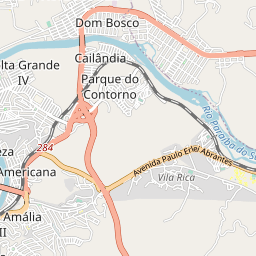 Dom Bosco
Cailândia
lta Grande
IV
Parque do
Contorno
Rio Paraíba do Su
284
eza
Americana
Avenida Paulo Erlei Abrantes
Vila Rica
Amália
II